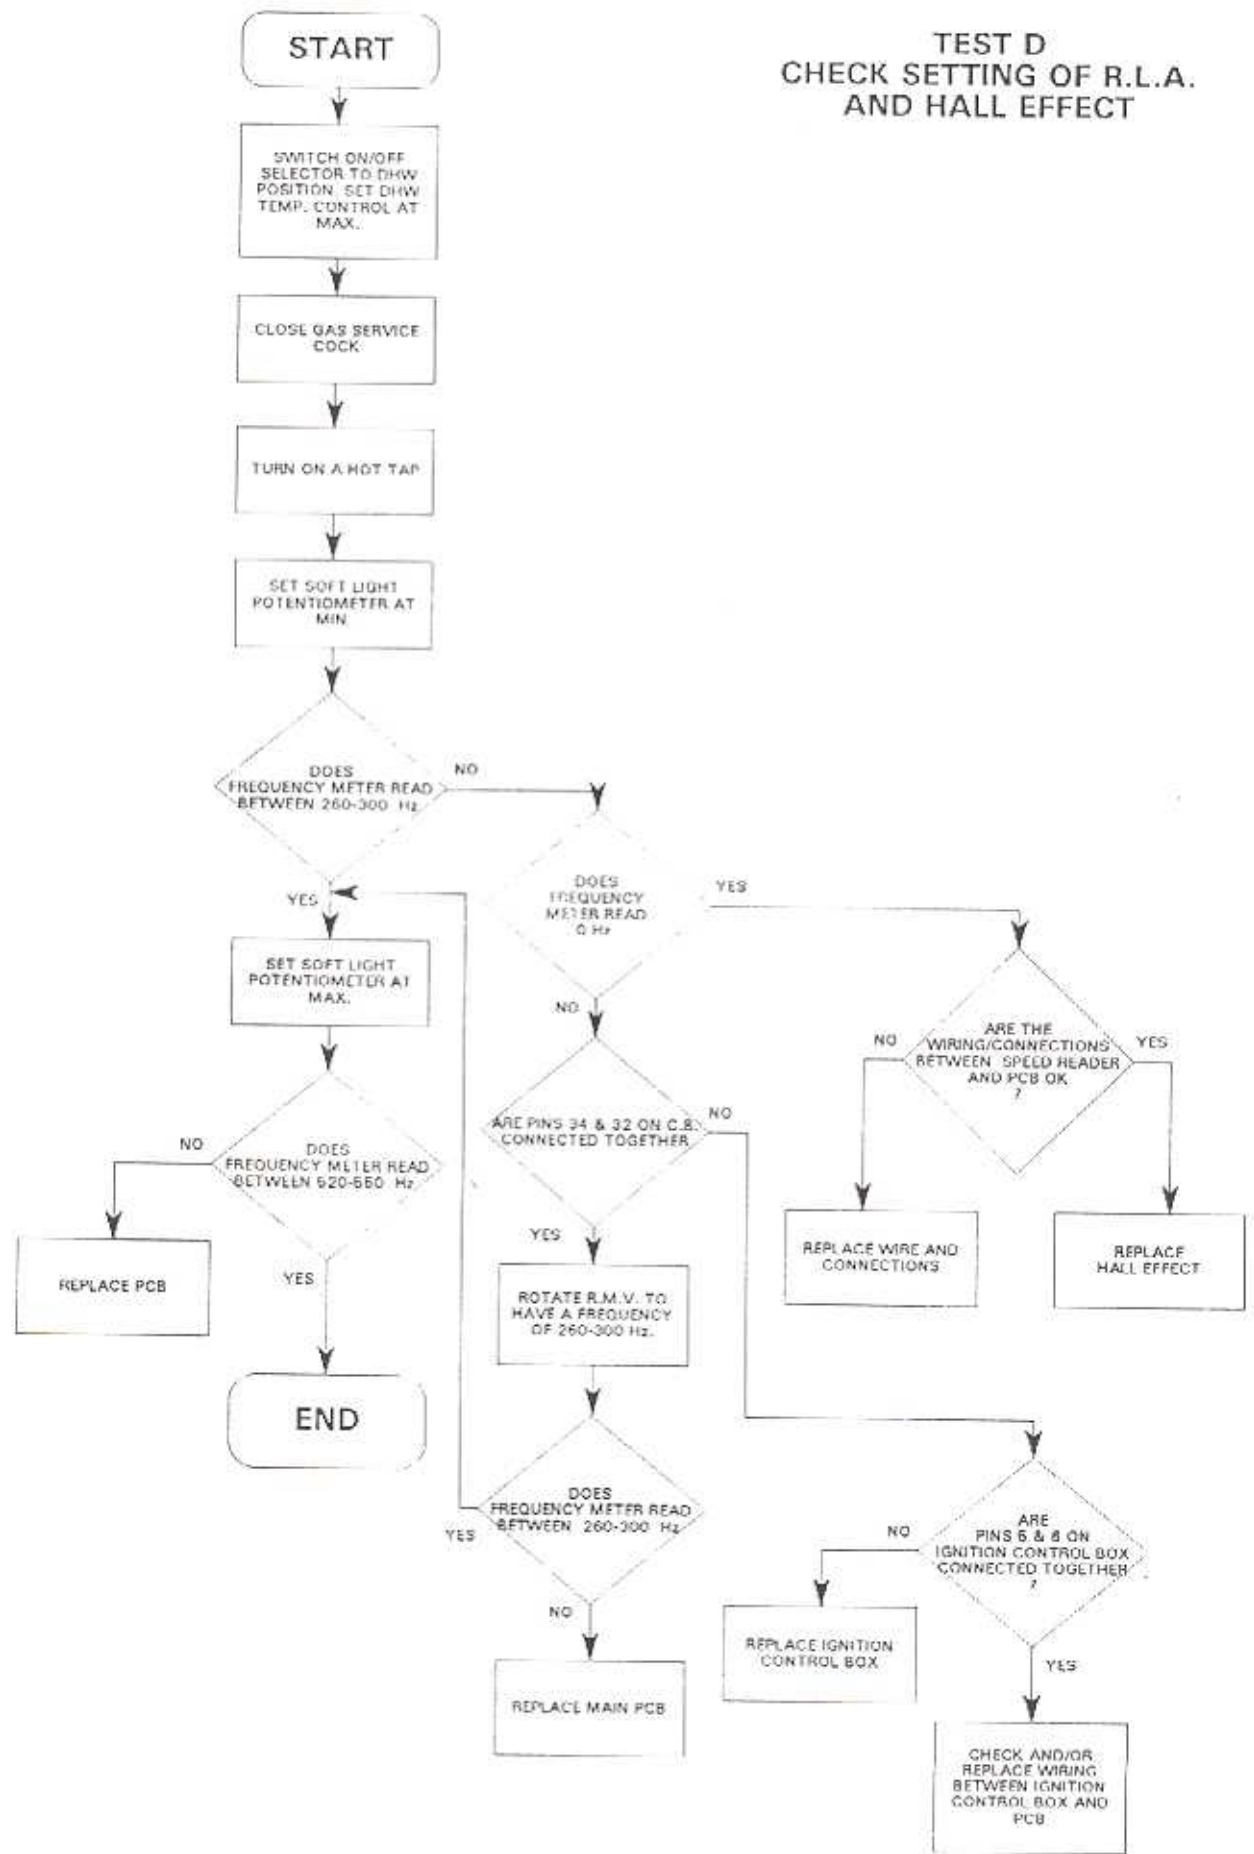 START
TEST D
CHECK SETTING OF R.L.A.
AND HALL EFFECT
SWITCH ON/OFF
SELECTOR TO DHW
POSITION. SET DHW
TEMP. CONTROL AT
MAX.
CLOSE GAS SERVICE
COCK
TURN ON A HOT TAP
SET SOFT LIGHT
POTENTIOMETER AT
MIN
DOES
FREQUENCY METER READ
BETWEEN 260-300 Hz
NO
YES
DOES
FREQUENCY
METER READ
0 Hz
YES
NO
SET SOFT LIGHT
POTENTIOMETER AT
MAX.
ARE THE
WIRING/CONNECTIONS
BETWEEN SPEED READER
AND PCB OK
?
NO
YES
ARE PINS 34 & 32 ON C.B.
CONNECTED TOGETHER
NO
YES
DOES
FREQUENCY METER READ
BETWEEN 520-550 Hz
NO
YES
REPLACE PCB
REPLACE WIRE AND
CONNECTIONS
REPLACE
HALL EFFECT
ROTATE R.M.V. TO
HAVE A FREQUENCY
OF 260-300 Hz.
END
DOES
FREQUENCY METER READ
BETWEEN 260-300 Hz
YES
NO
ARE
PINS 5 & 6 ON
IGNITION CONTROL BOX
CONNECTED TOGETHER
?
NO
YES
REPLACE IGNITION
CONTROL BOX
REPLACE MAIN PCB
CHECK AND/OR
REPLACE WIRING
BETWEEN IGNITION
CONTROL BOX AND
PCB